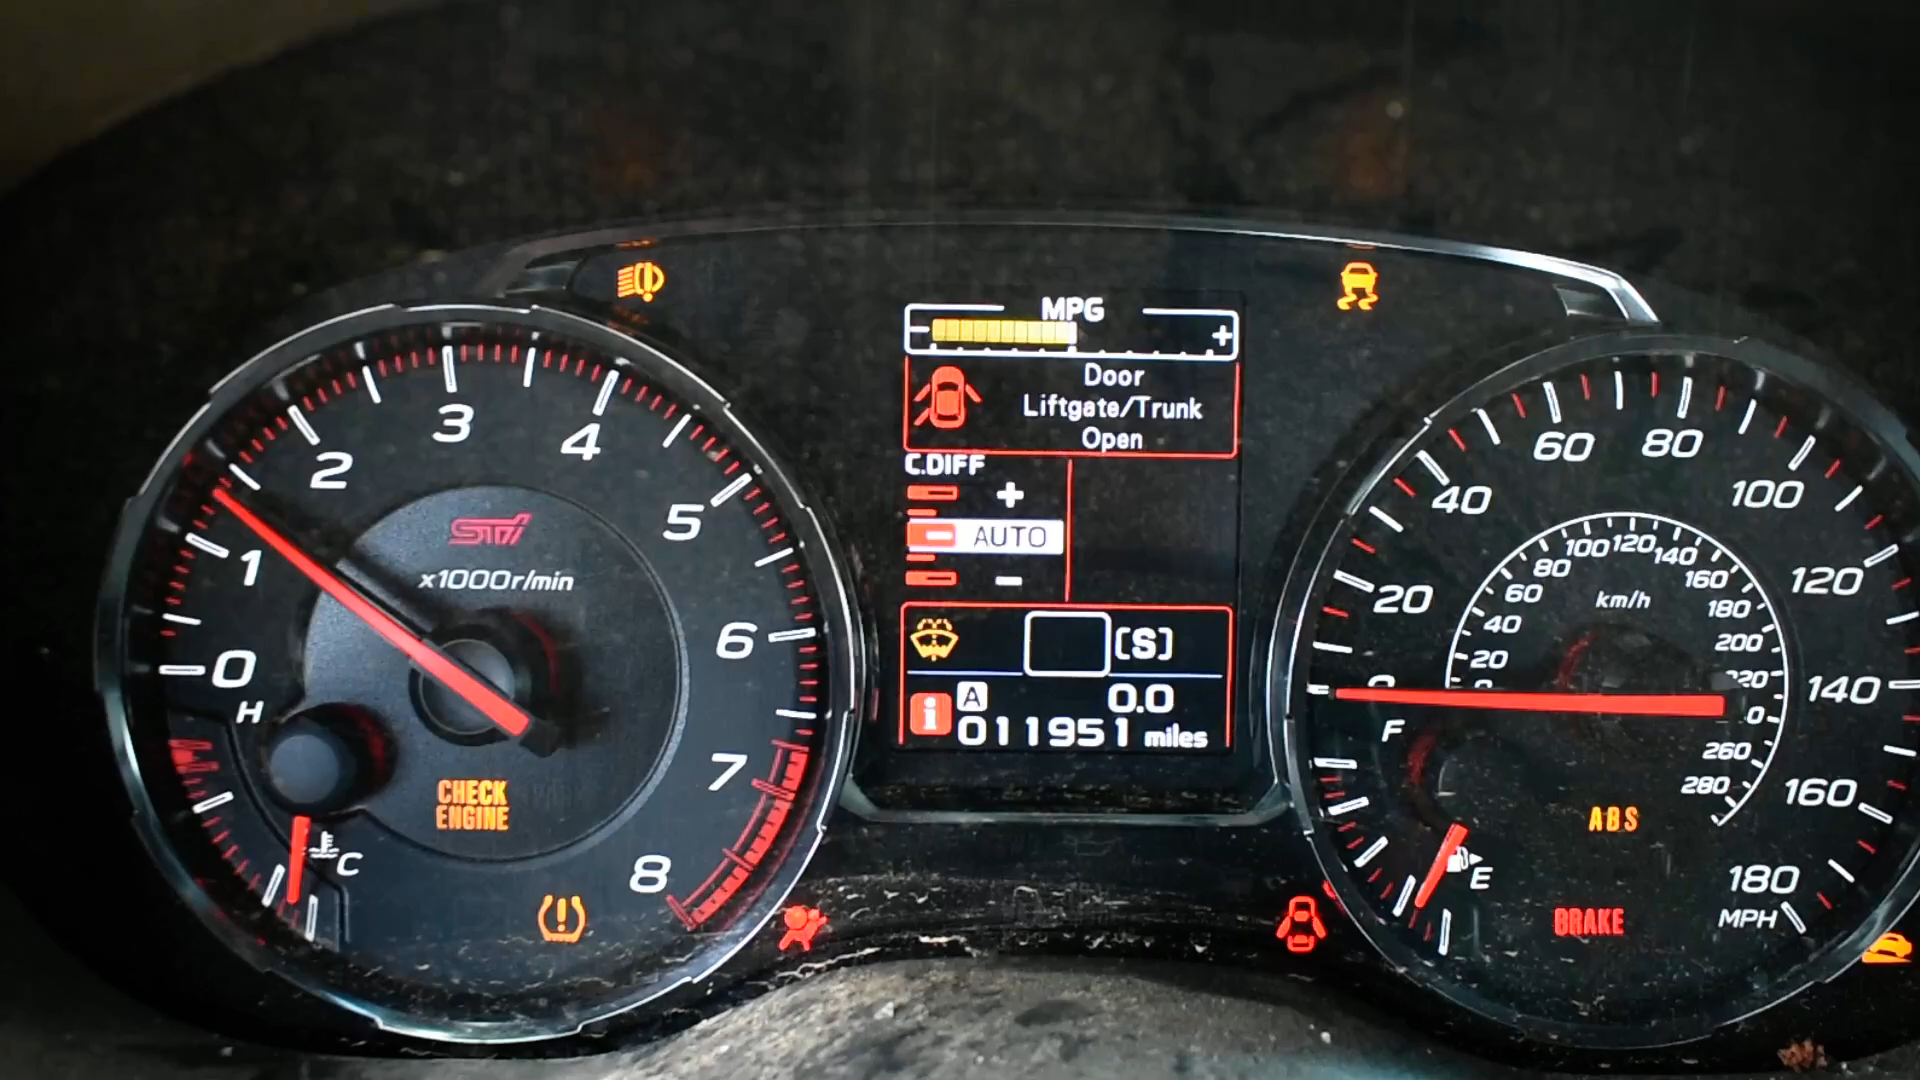 MPG
- +
Door
Liftgate/Trunk
Open
C.DIFF
+
AUTO
-
[S]
i A 0.0
011951 miles
0 1 2 3 4 5 6 7 8
STI
x1000r/min
H
C
CHECK
ENGINE
20 40 60 80 100 120 140 160 180
MPH
0 20 40 60 80 100 120 140 160 180 200 220 260 280
km/h
F
E
ABS
BRAKE